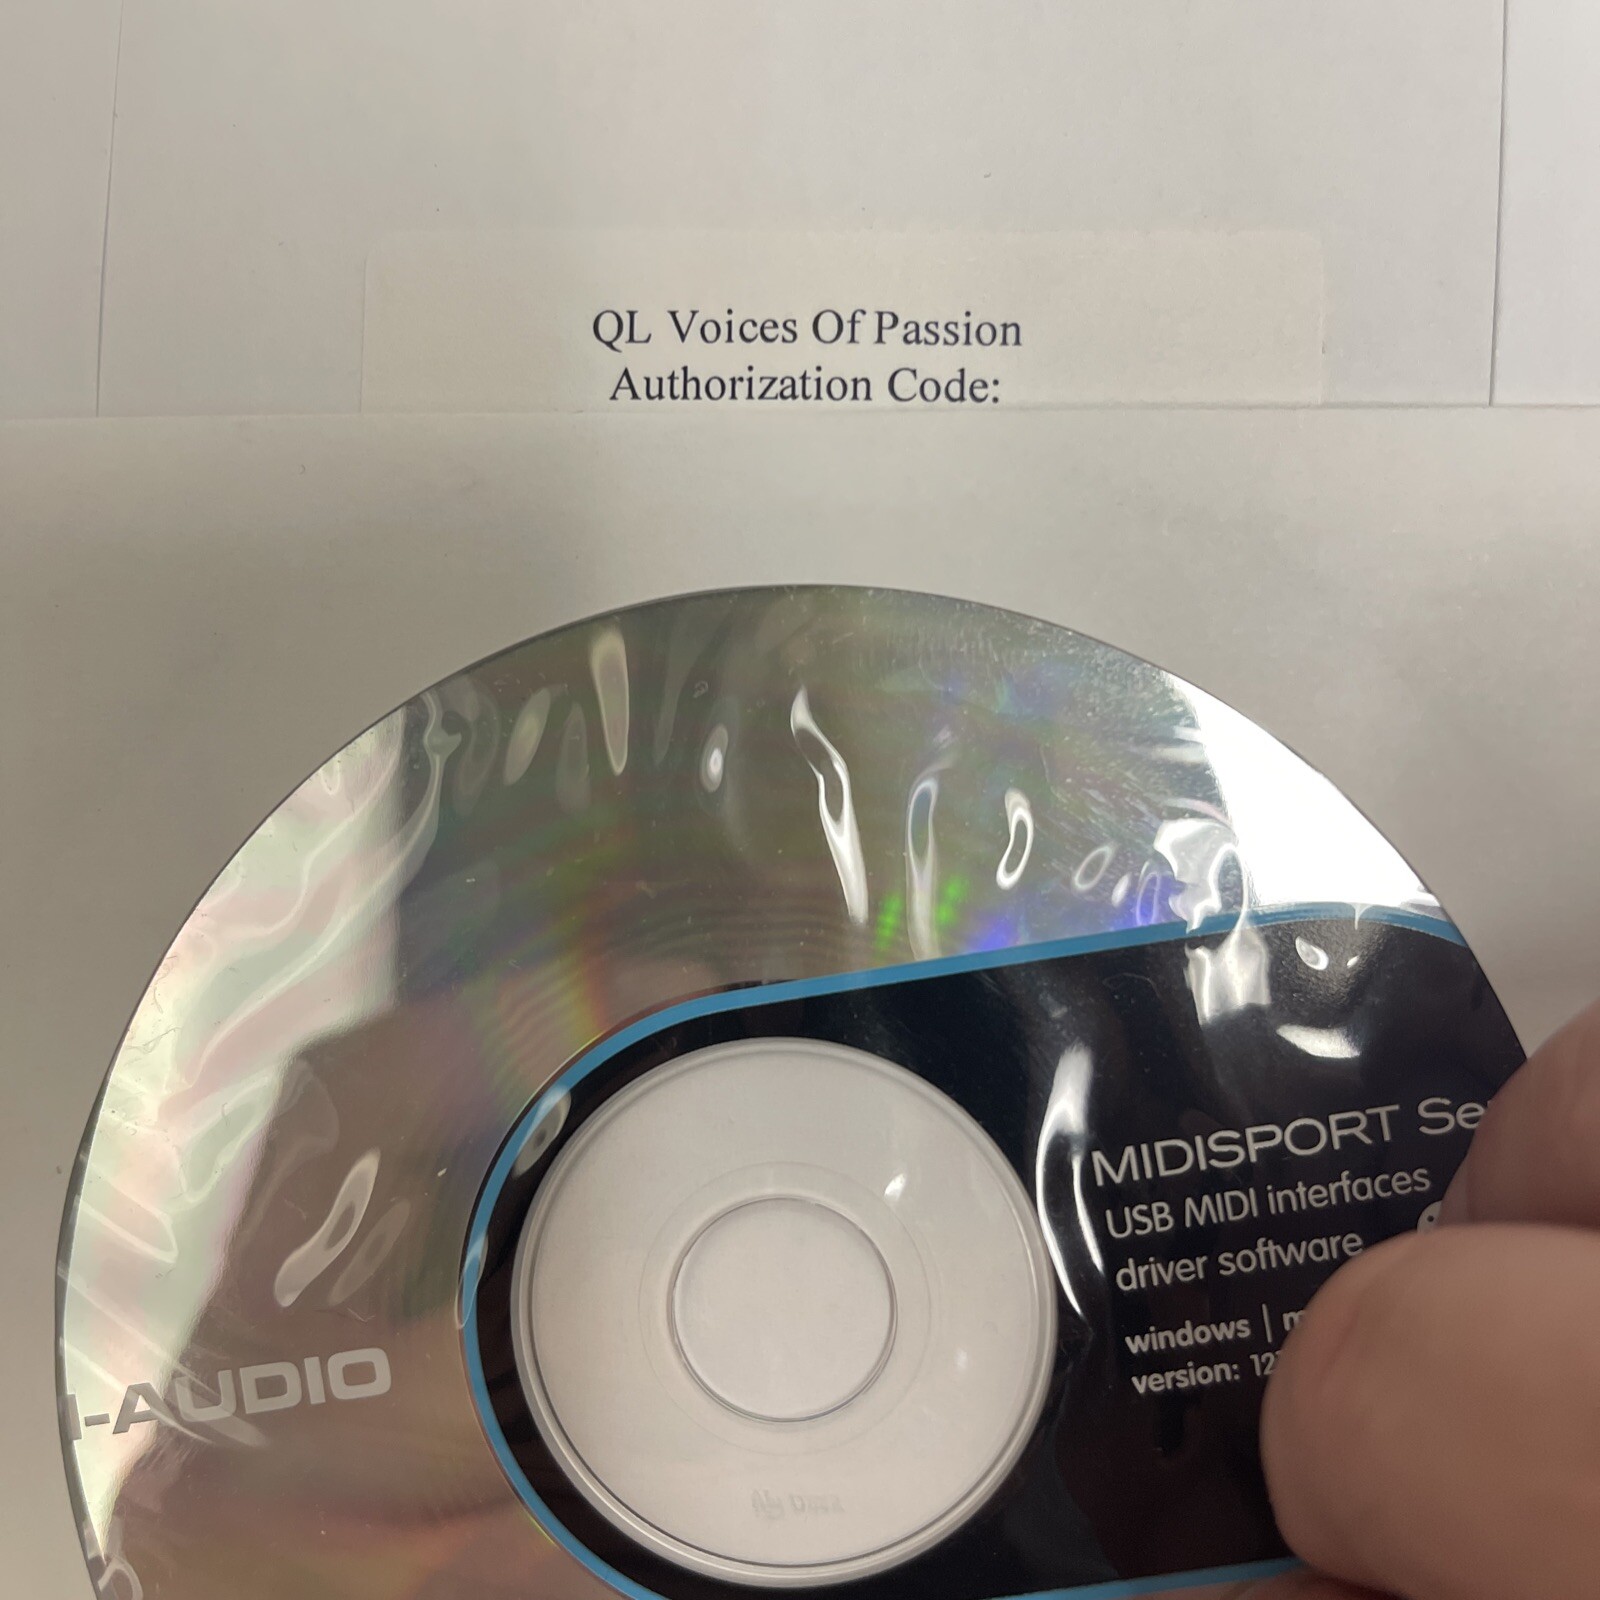 QL Voices Of Passion
Authorization Code:
MIDISPORT
USB MIDI interfaces
driver software
windows |
version:
-AUDIO